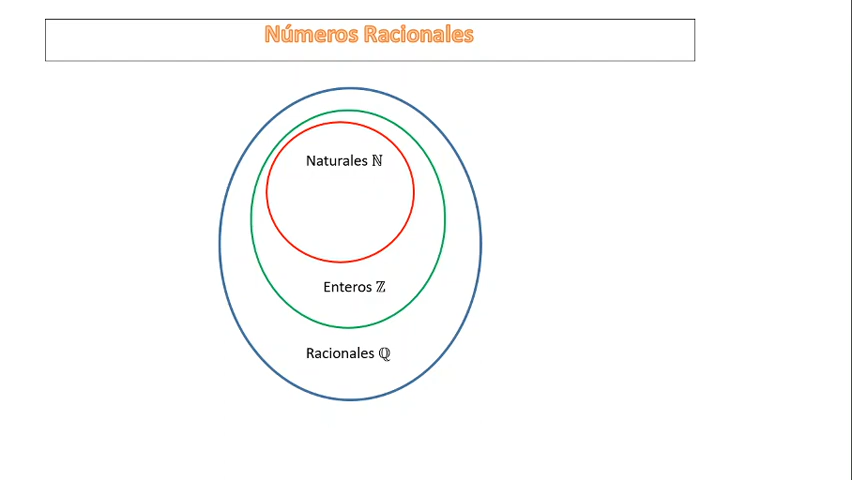 Números Racionales
Naturales ℕ
Enteros ℤ
Racionales ℚ